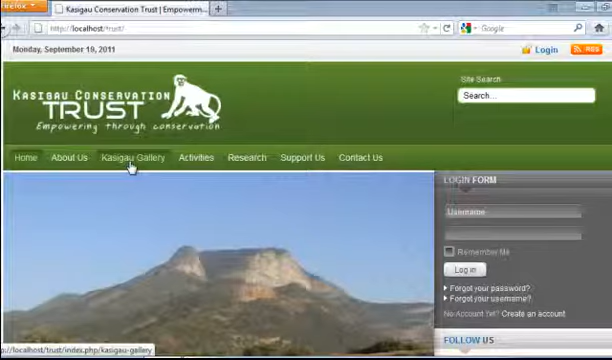 Firefox
Kasigau Conservation Trust | Empowerm...
http://localhost/trust/
Google
Monday, September 19, 2011
Login
RSS
Kasigau Conservation
TRUST
Empowering through conservation
Site Search
Search...
Home About Us Kasigau Gallery Activities Research Support Us Contact Us
LOGIN FORM
Username
Remember Me
Log in
Forgot your password?
Forgot your username?
No Account Yet? Create an account
FOLLOW US
localhost/trust/index.php/kasigau-gallery